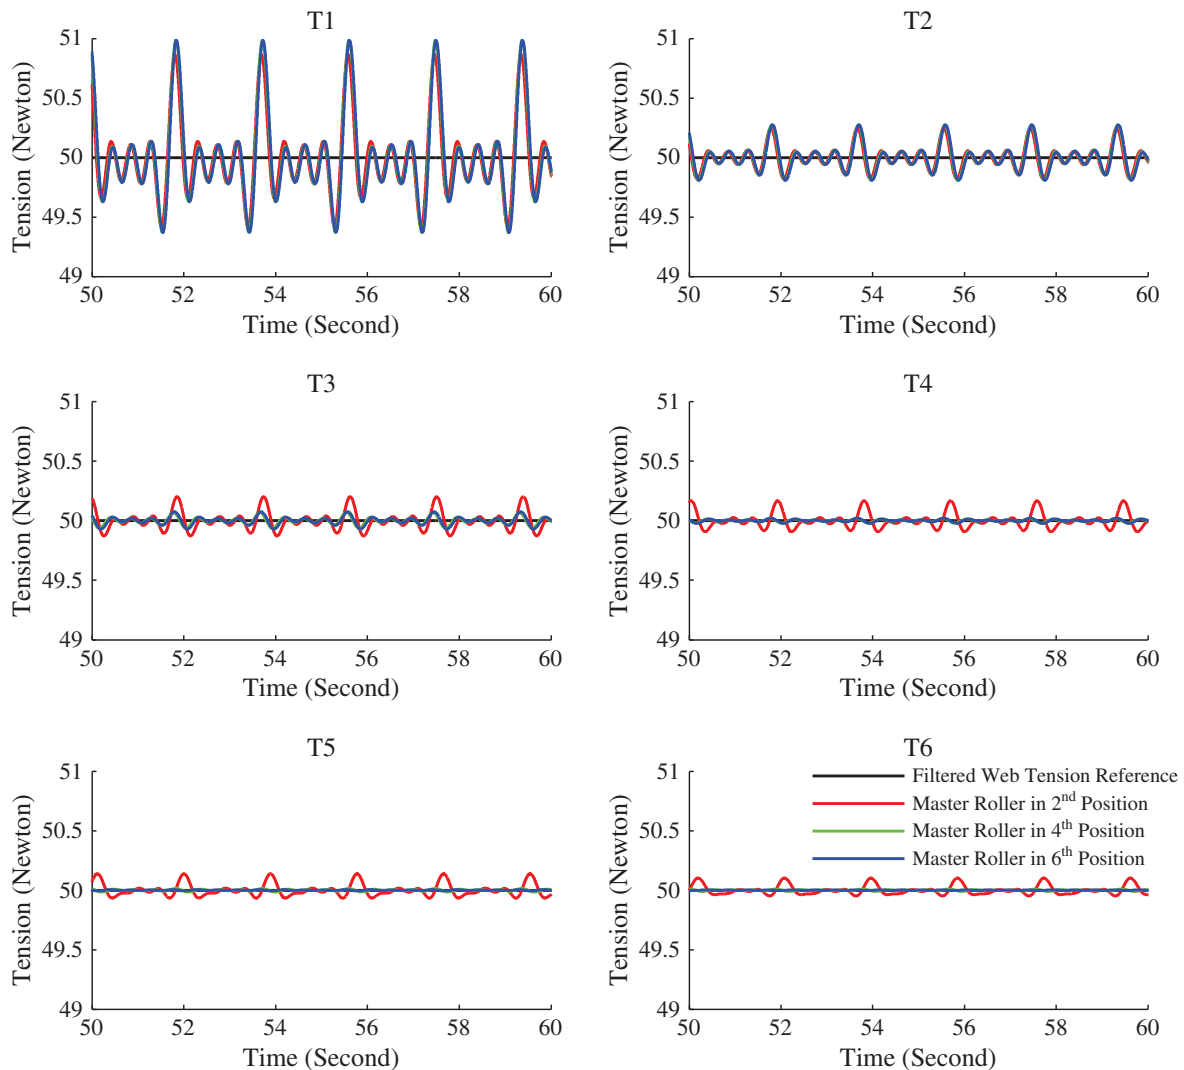 T1
51
50.5
50
49.5
49
Tension (Newton)
50 52 54 56 58 60
Time (Second)
T2
51
50.5
50
49.5
49
Tension (Newton)
50 52 54 56 58 60
Time (Second)
T3
51
50.5
50
49.5
49
Tension (Newton)
50 52 54 56 58 60
Time (Second)
T4
51
50.5
50
49.5
49
Tension (Newton)
50 52 54 56 58 60
Time (Second)
T5
51
50.5
50
49.5
49
Tension (Newton)
50 52 54 56 58 60
Time (Second)
T6
51
50.5
50
49.5
49
Tension (Newton)
Filtered Web Tension Reference
Master Roller in 2nd Position
Master Roller in 4th Position
Master Roller in 6th Position
50 52 54 56 58 60
Time (Second)